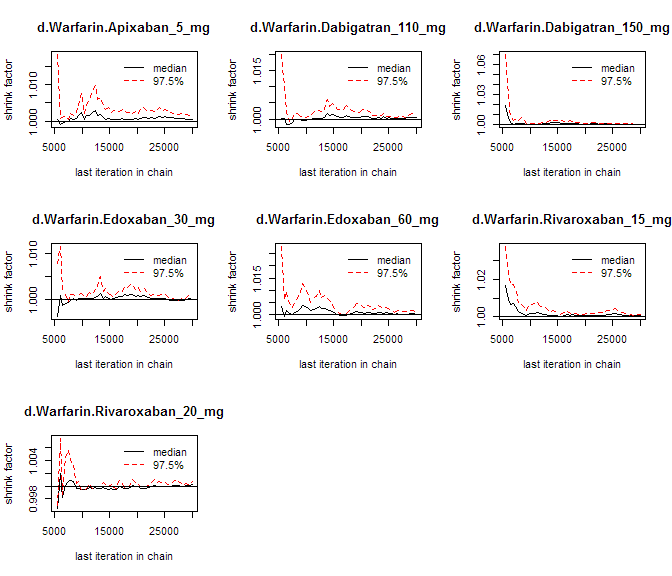 d.Warfarin.Apixaban_5_mg
shrink factor
1.000
1.010
median
97.5%
5000
15000
25000
last iteration in chain
d.Warfarin.Dabigatran_110_mg
shrink factor
1.000
1.015
median
97.5%
5000
15000
25000
last iteration in chain
d.Warfarin.Dabigatran_150_mg
shrink factor
1.00
1.03
1.06
median
97.5%
5000
15000
25000
last iteration in chain
d.Warfarin.Edoxaban_30_mg
shrink factor
1.000
1.010
median
97.5%
5000
15000
25000
last iteration in chain
d.Warfarin.Edoxaban_60_mg
shrink factor
1.000
1.015
median
97.5%
5000
15000
25000
last iteration in chain
d.Warfarin.Rivaroxaban_15_mg
shrink factor
1.00
1.02
median
97.5%
5000
15000
25000
last iteration in chain
d.Warfarin.Rivaroxaban_20_mg
shrink factor
0.998
1.004
median
97.5%
5000
15000
25000
last iteration in chain